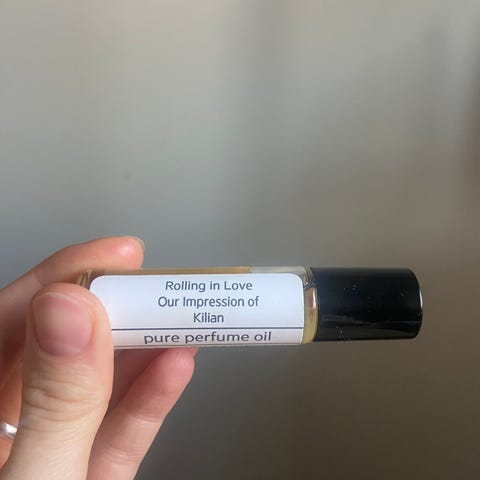 Rolling in Love
Our Impression of
Kilian
pure perfume oil